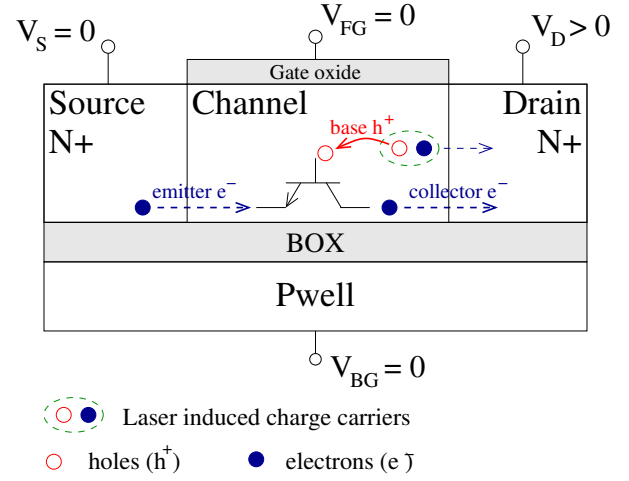 V_S = 0
V_FG = 0
V_D > 0
Gate oxide
Source
N+
Channel
Drain
N+
base h⁺
emitter e⁻
collector e⁻
BOX
Pwell
V_BG = 0
Laser induced charge carriers
holes (h⁺)
electrons (e⁻)